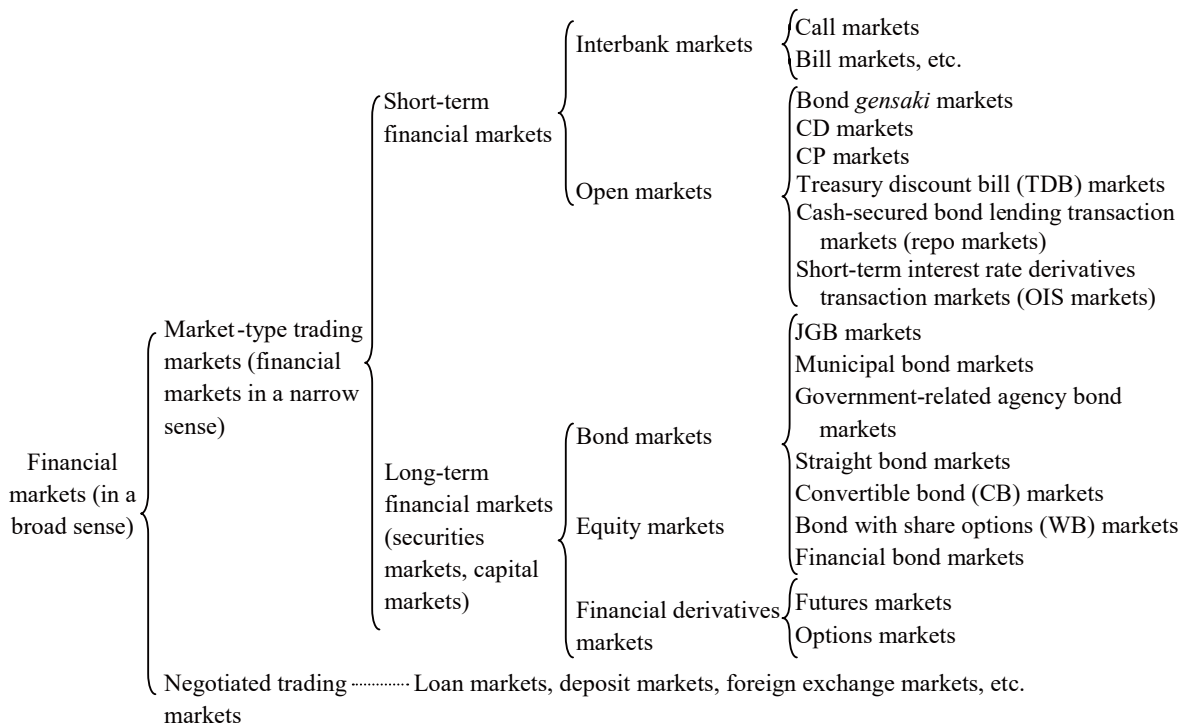 Financial
markets (in a
broad sense)
Market-type trading
markets (financial
markets in a narrow
sense)
Short-term
financial markets
Interbank markets
Call markets
Bill markets, etc.
Open markets
Bond gensaki markets
CD markets
CP markets
Treasury discount bill (TDB) markets
Cash-secured bond lending transaction
markets (repo markets)
Short-term interest rate derivatives
transaction markets (OIS markets)
Long-term
financial markets
(securities
markets, capital
markets)
Bond markets
JGB markets
Municipal bond markets
Government-related agency bond
markets
Straight bond markets
Convertible bond (CB) markets
Bond with share options (WB) markets
Financial bond markets
Equity markets
Financial derivatives
markets
Futures markets
Options markets
Negotiated trading
markets
Loan markets, deposit markets, foreign exchange markets, etc.